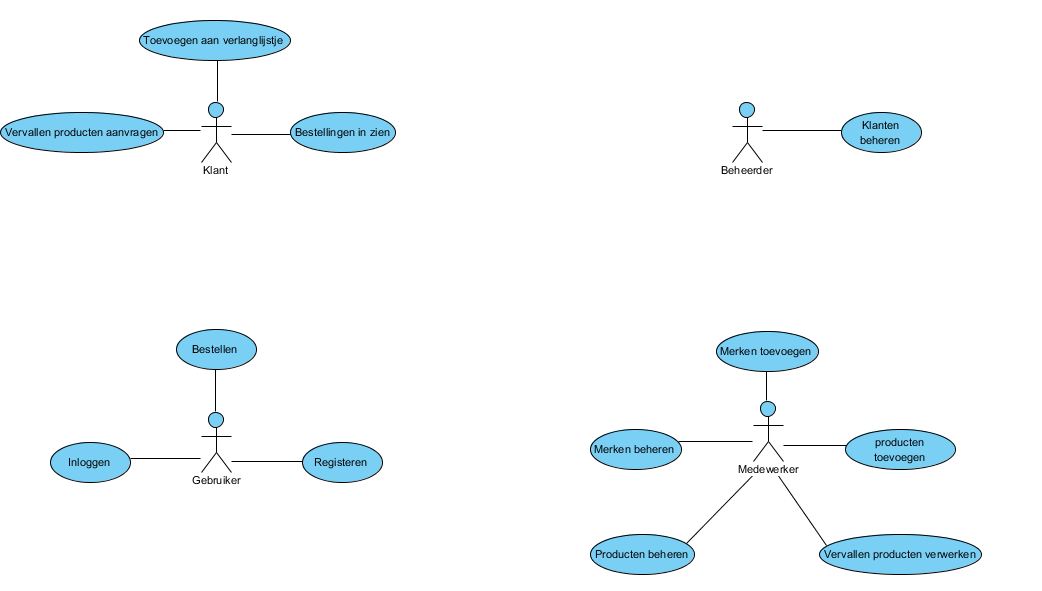 Toevoegen aan verlanglijstje
Vervallen producten aanvragen
Bestellingen in zien
Klant
Klanten
beheren
Beheerder
Bestellen
Inloggen
Registeren
Gebruiker
Merken toevoegen
Merken beheren
producten
toevoegen
Medewerker
Producten beheren
Vervallen producten verwerken